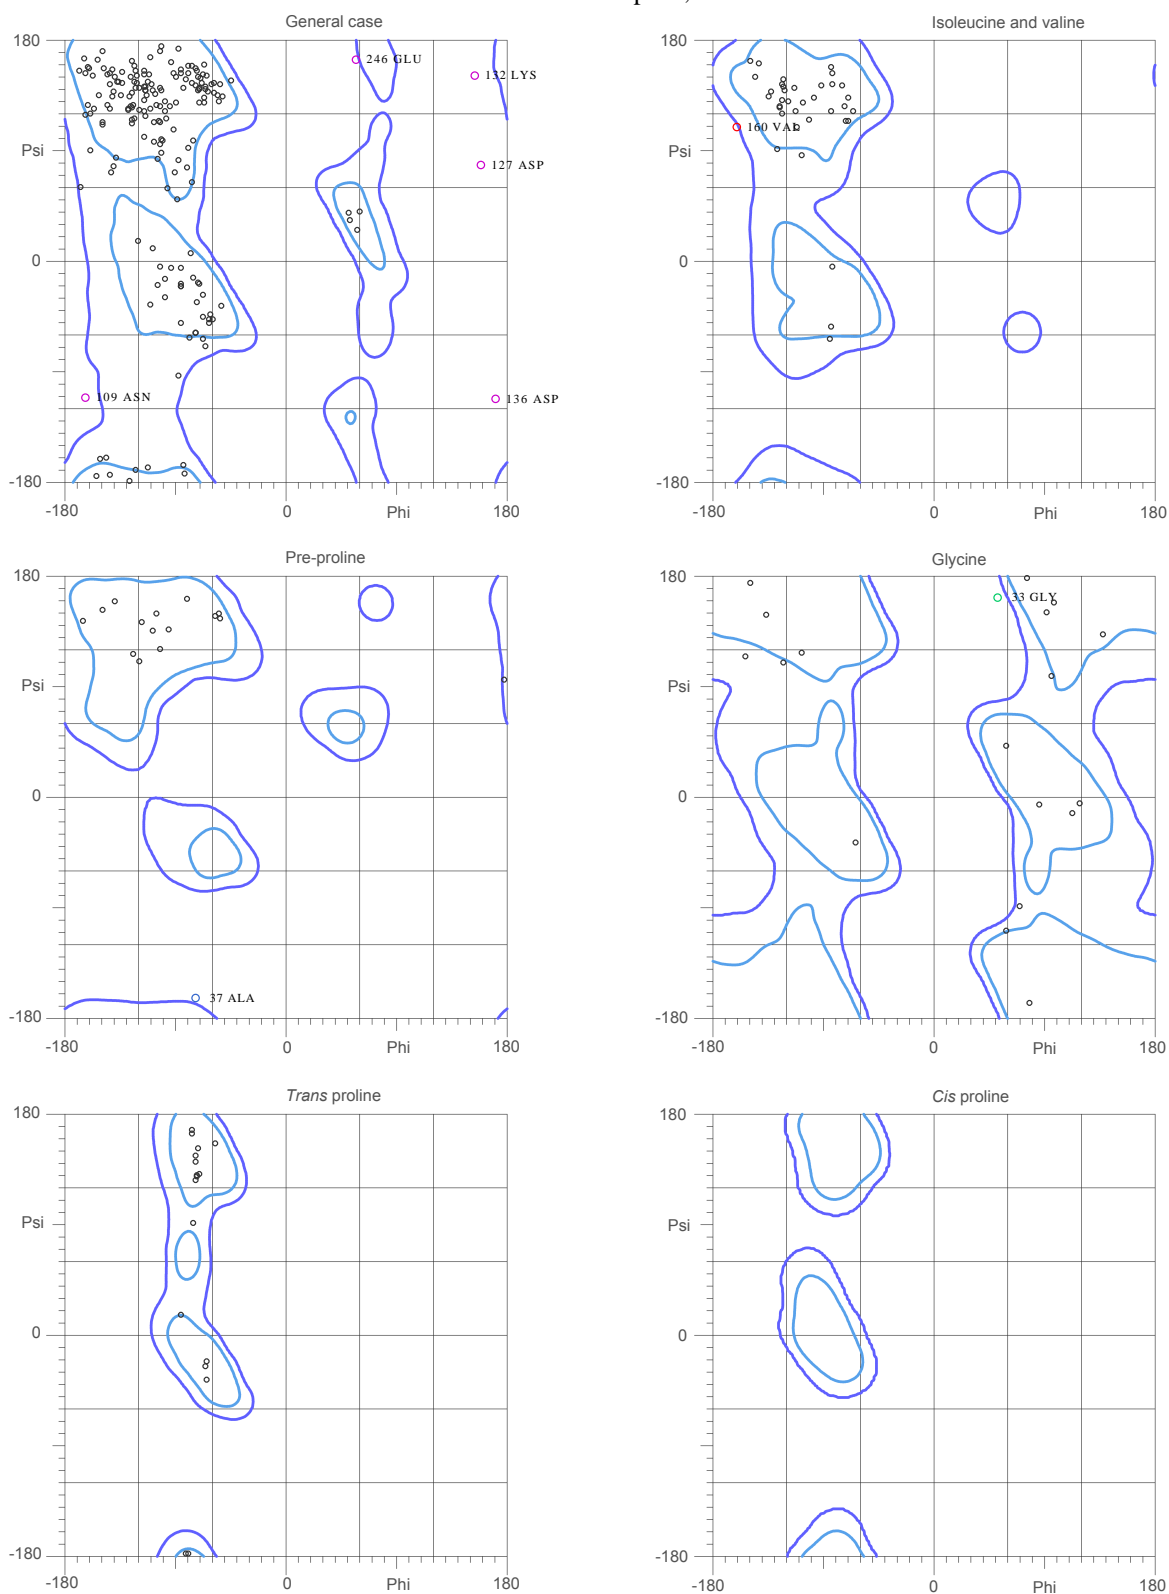 General case
180
Psi
0
-180
-180
0
Phi
180
246 GLU
132 LYS
127 ASP
109 ASN
136 ASP
Isoleucine and valine
180
Psi
0
-180
-180
0
Phi
180
160 VAL
Pre-proline
180
Psi
0
-180
-180
0
Phi
180
37 ALA
Glycine
180
Psi
0
-180
-180
0
Phi
180
33 GLY
Trans proline
180
Psi
0
-180
-180
0
Phi
180
Cis proline
180
Psi
0
-180
-180
0
Phi
180